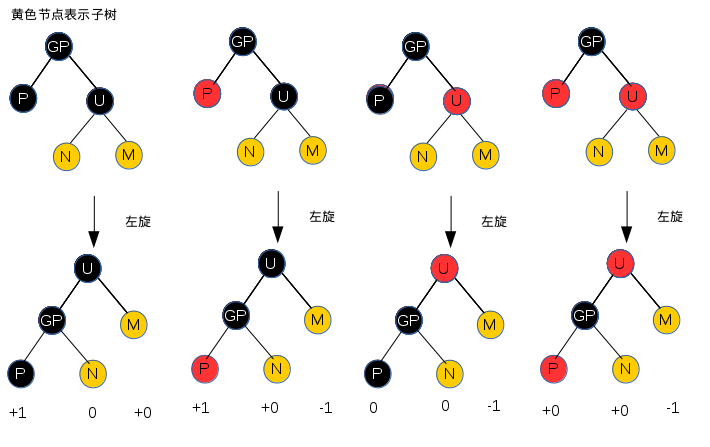 黄色节点表示子树
GP GP GP GP
P U P U P U P U
N M N M N M N M
左旋 左旋 左旋 左旋
U U U U
GP M GP M GP M GP M
P N P N P N P N
+1 0 +0 +1 +0 -1 0 0 -1 +0 +0 -1